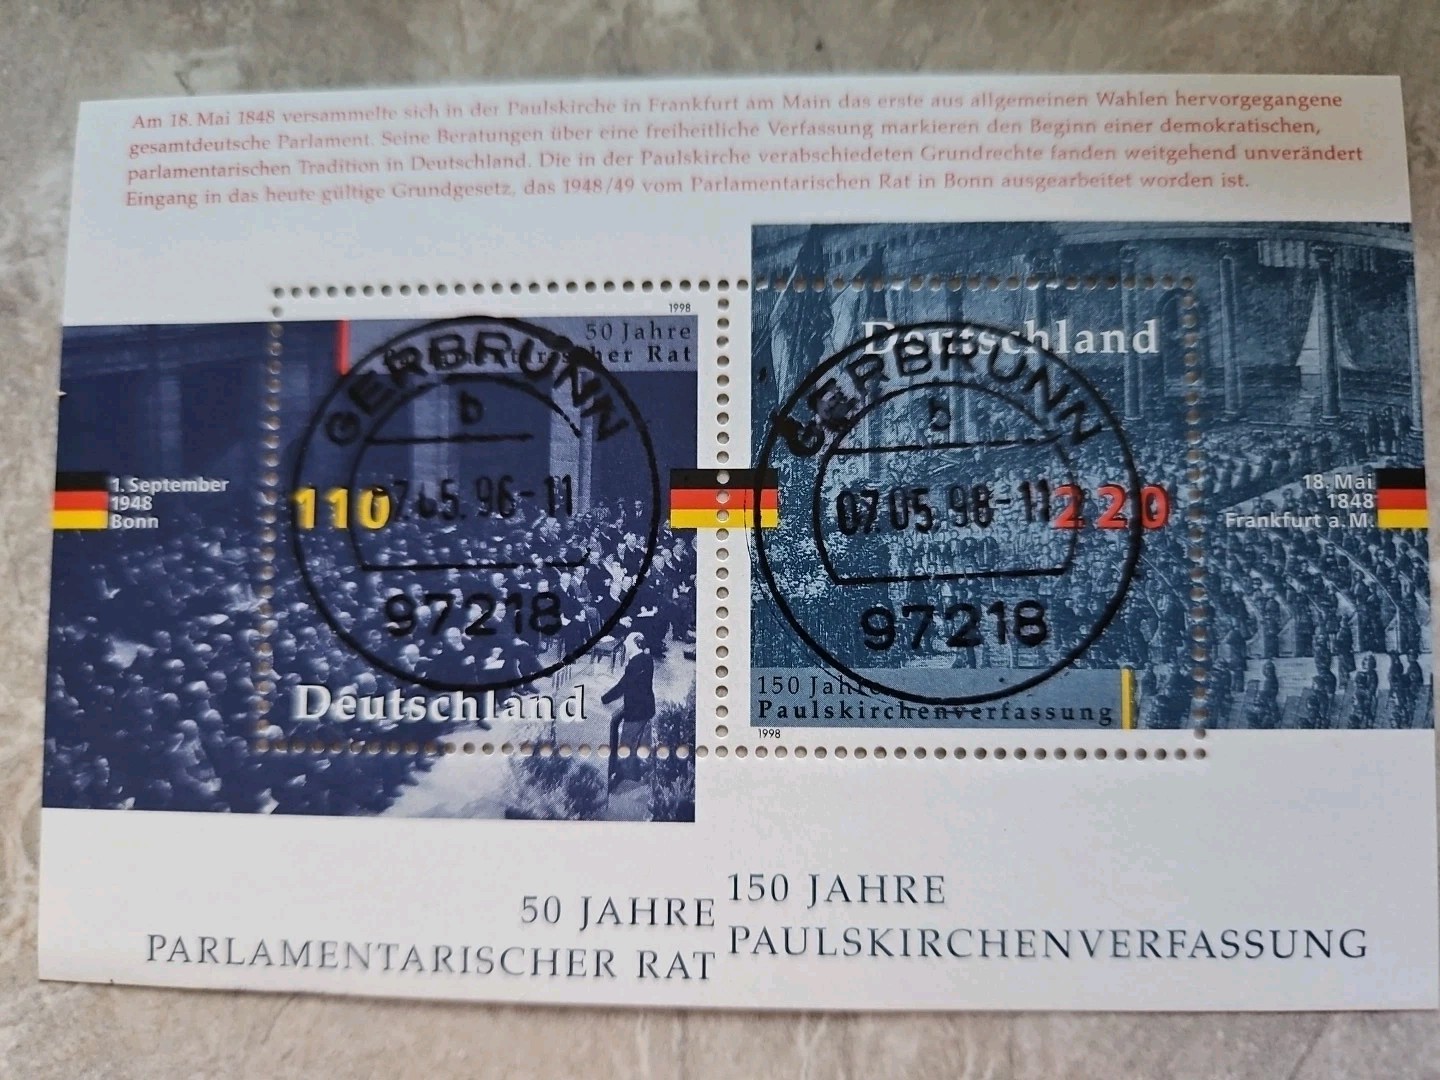 Am 18. Mai 1848 versammelte sich in der Paulskirche in Frankfurt am Main das erste aus allgemeinen Wahlen hervorgegangene
gesamtdeutsche Parlament. Seine Beratungen über eine freiheitliche Verfassung markieren den Beginn einer demokratischen,
parlamentarischen Tradition in Deutschland. Die in der Paulskirche verabschiedeten Grundrechte fanden weitgehend unverändert
Eingang in das heute gültige Grundgesetz, das 1948/49 vom Parlamentarischen Rat in Bonn ausgearbeitet worden ist.
1998
50 Jahre
Parlamentarischer Rat
GERBRUNN
b
1. September
1948
Bonn
110
07.05.98-11
97218
Deutschland
Deutschland
GERBRUNN
b
07.05.98-11
220
18. Mai
1848
Frankfurt a. M.
97218
150 Jahre
Paulskirchenverfassung
1998
50 JAHRE
PARLAMENTARISCHER RAT
150 JAHRE
PAULSKIRCHENVERFASSUNG